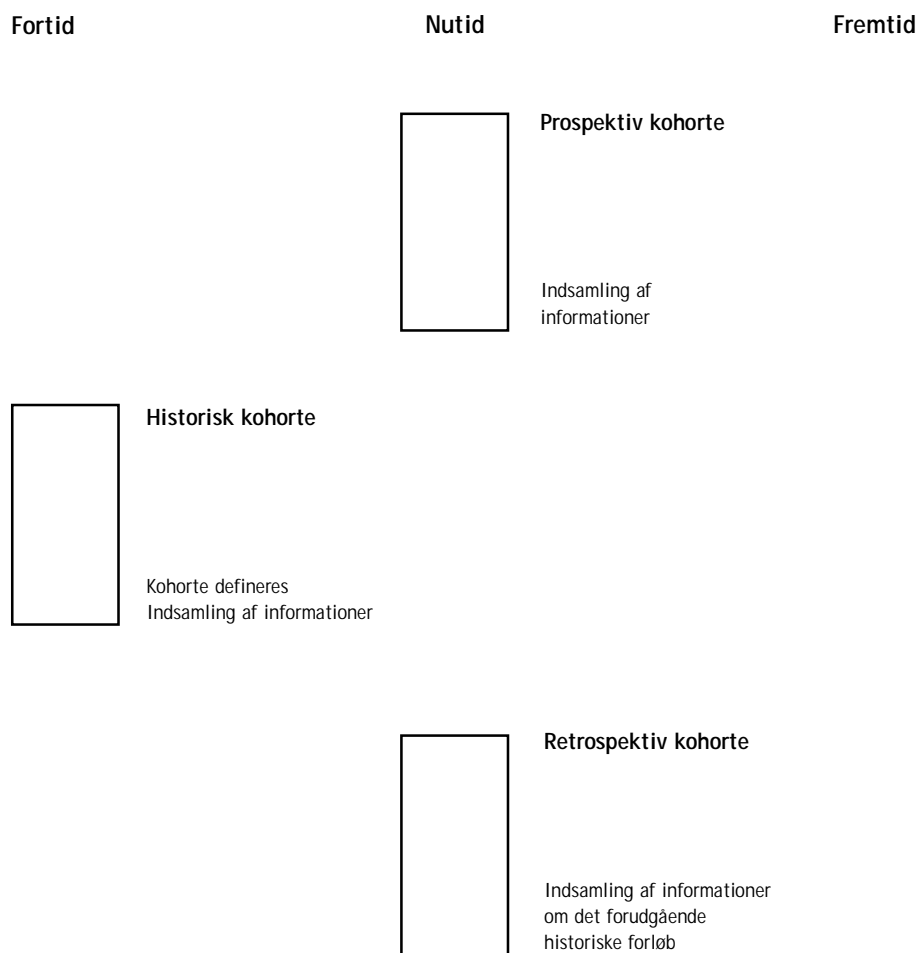 Fortid Nutid Fremtid
Prospektiv kohorte
Indsamling af
informationer
Historisk kohorte
Kohorte defineres
Indsamling af informationer
Retrospektiv kohorte
Indsamling af informationer
om det forudgående
historiske forløb